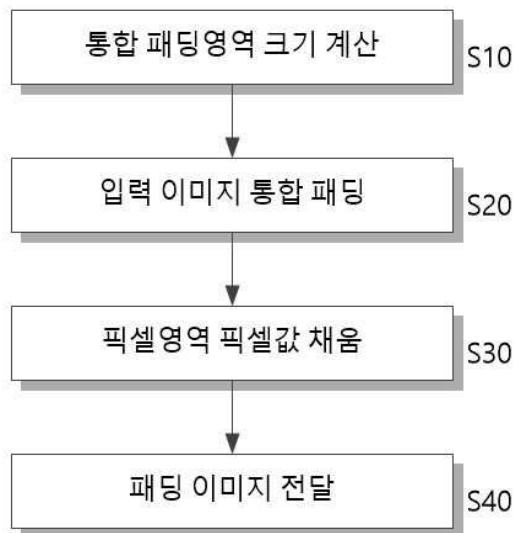 통합 패딩영역 크기 계산
S10
입력 이미지 통합 패딩
S20
픽셀영역 픽셀값 채움
S30
패딩 이미지 전달
S40